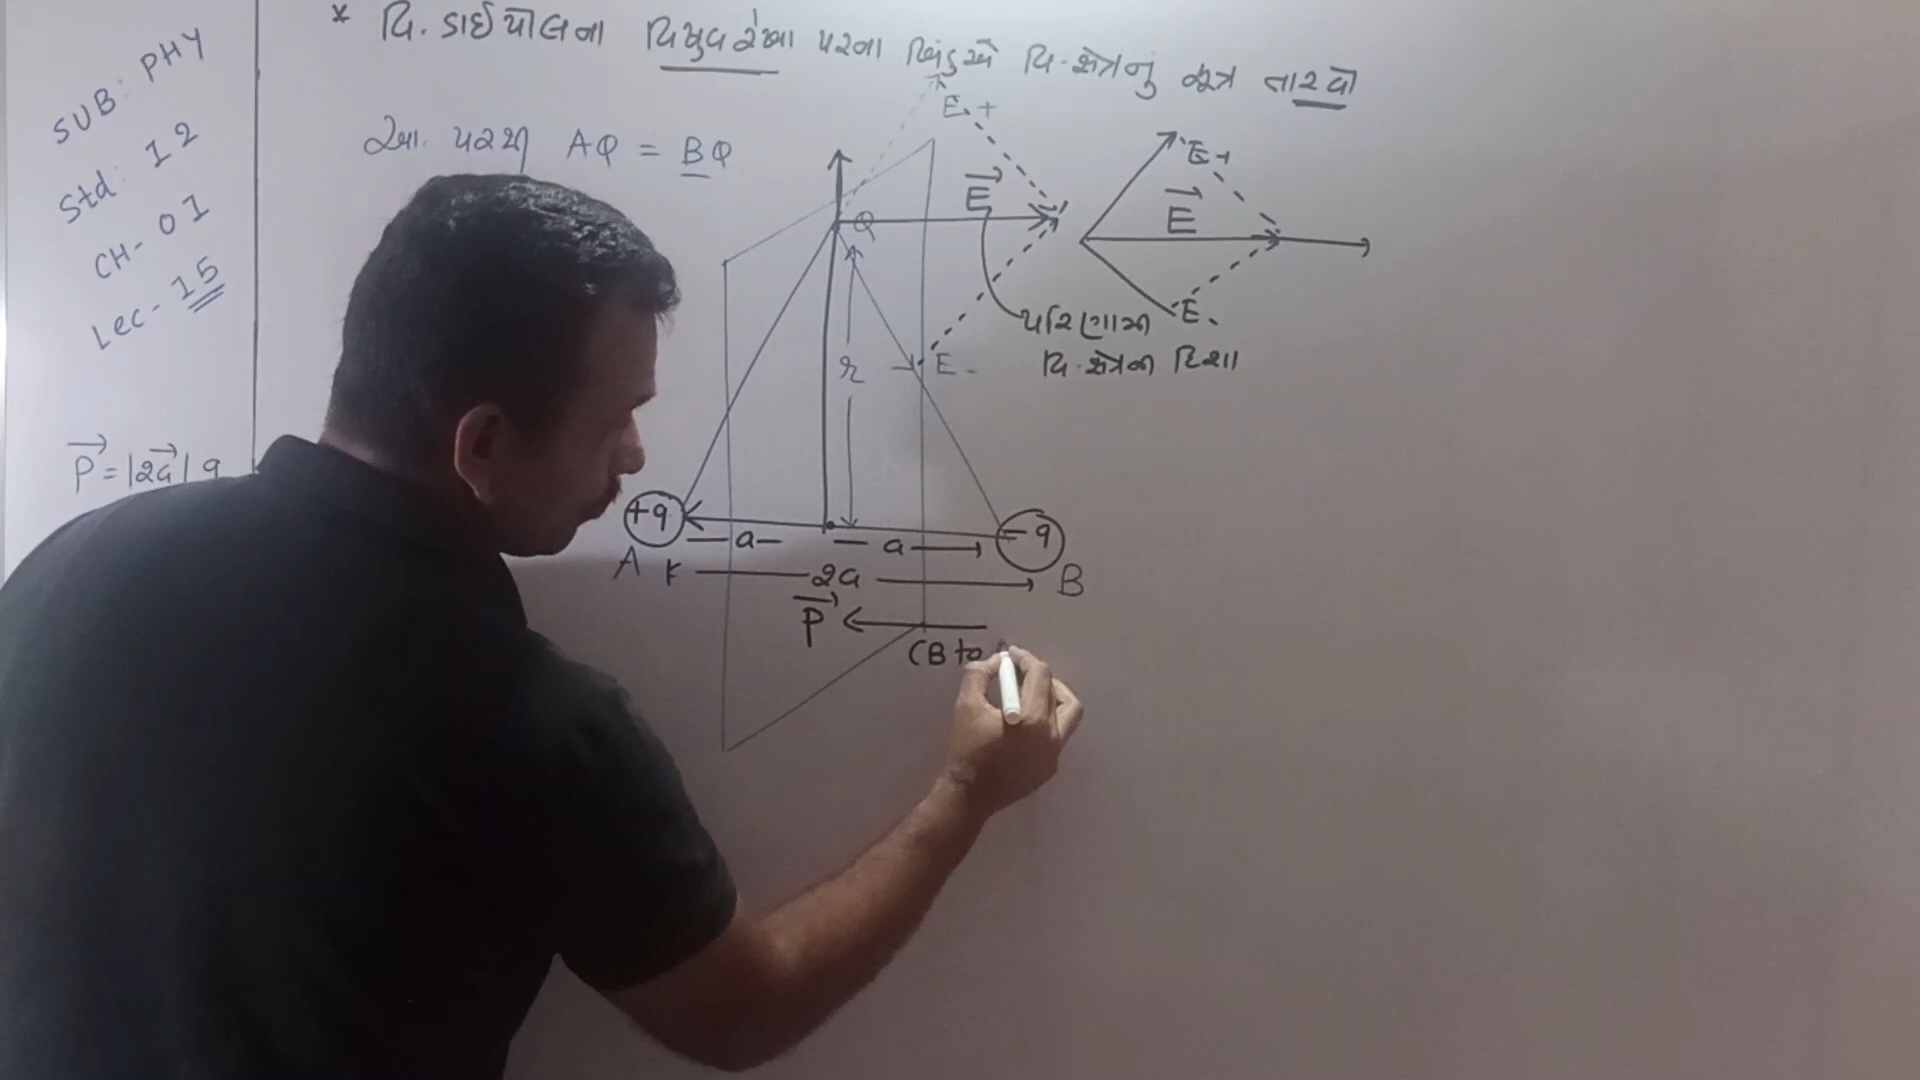 * વિ. ડાઈપોલના વિષુવરેખા પરના બિંદુએ વિ-ક્ષેત્રનું સૂત્ર તારવો
SUB: PHY
Std: 12
CH- 01
Lec- 15
આ. પરથી AQ = BQ
E+
E
Q
E-
r
E+
E
E-
પરિણામી
વિ.ક્ષેત્રની દિશા
P = |2a| q
+q
-q
a
a
A
2a
B
P
(B to